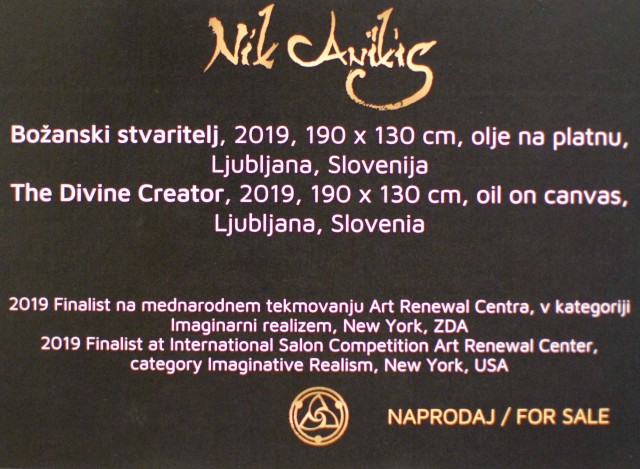 Nik Anikis
Božanski stvaritelj, 2019, 190 x 130 cm, olje na platnu,
Ljubljana, Slovenija
The Divine Creator, 2019, 190 x 130 cm, oil on canvas,
Ljubljana, Slovenia
2019 Finalist na mednarodnem tekmovanju Art Renewal Centra, v kategoriji
Imaginarni realizem, New York, ZDA
2019 Finalist at International Salon Competition Art Renewal Center,
category Imaginative Realism, New York, USA
NAPRODAJ / FOR SALE